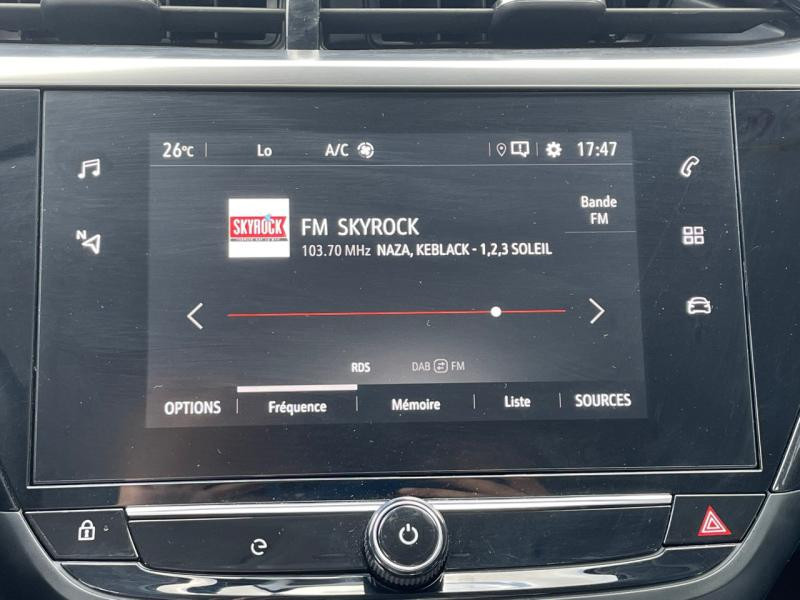 26°C Lo A/C 17:47
SKYROCK
FM SKYROCK
103.70 MHz NAZA, KEBLACK - 1,2,3 SOLEIL
Bande
FM
N
RDS DAB FM
OPTIONS Fréquence Mémoire Liste SOURCES